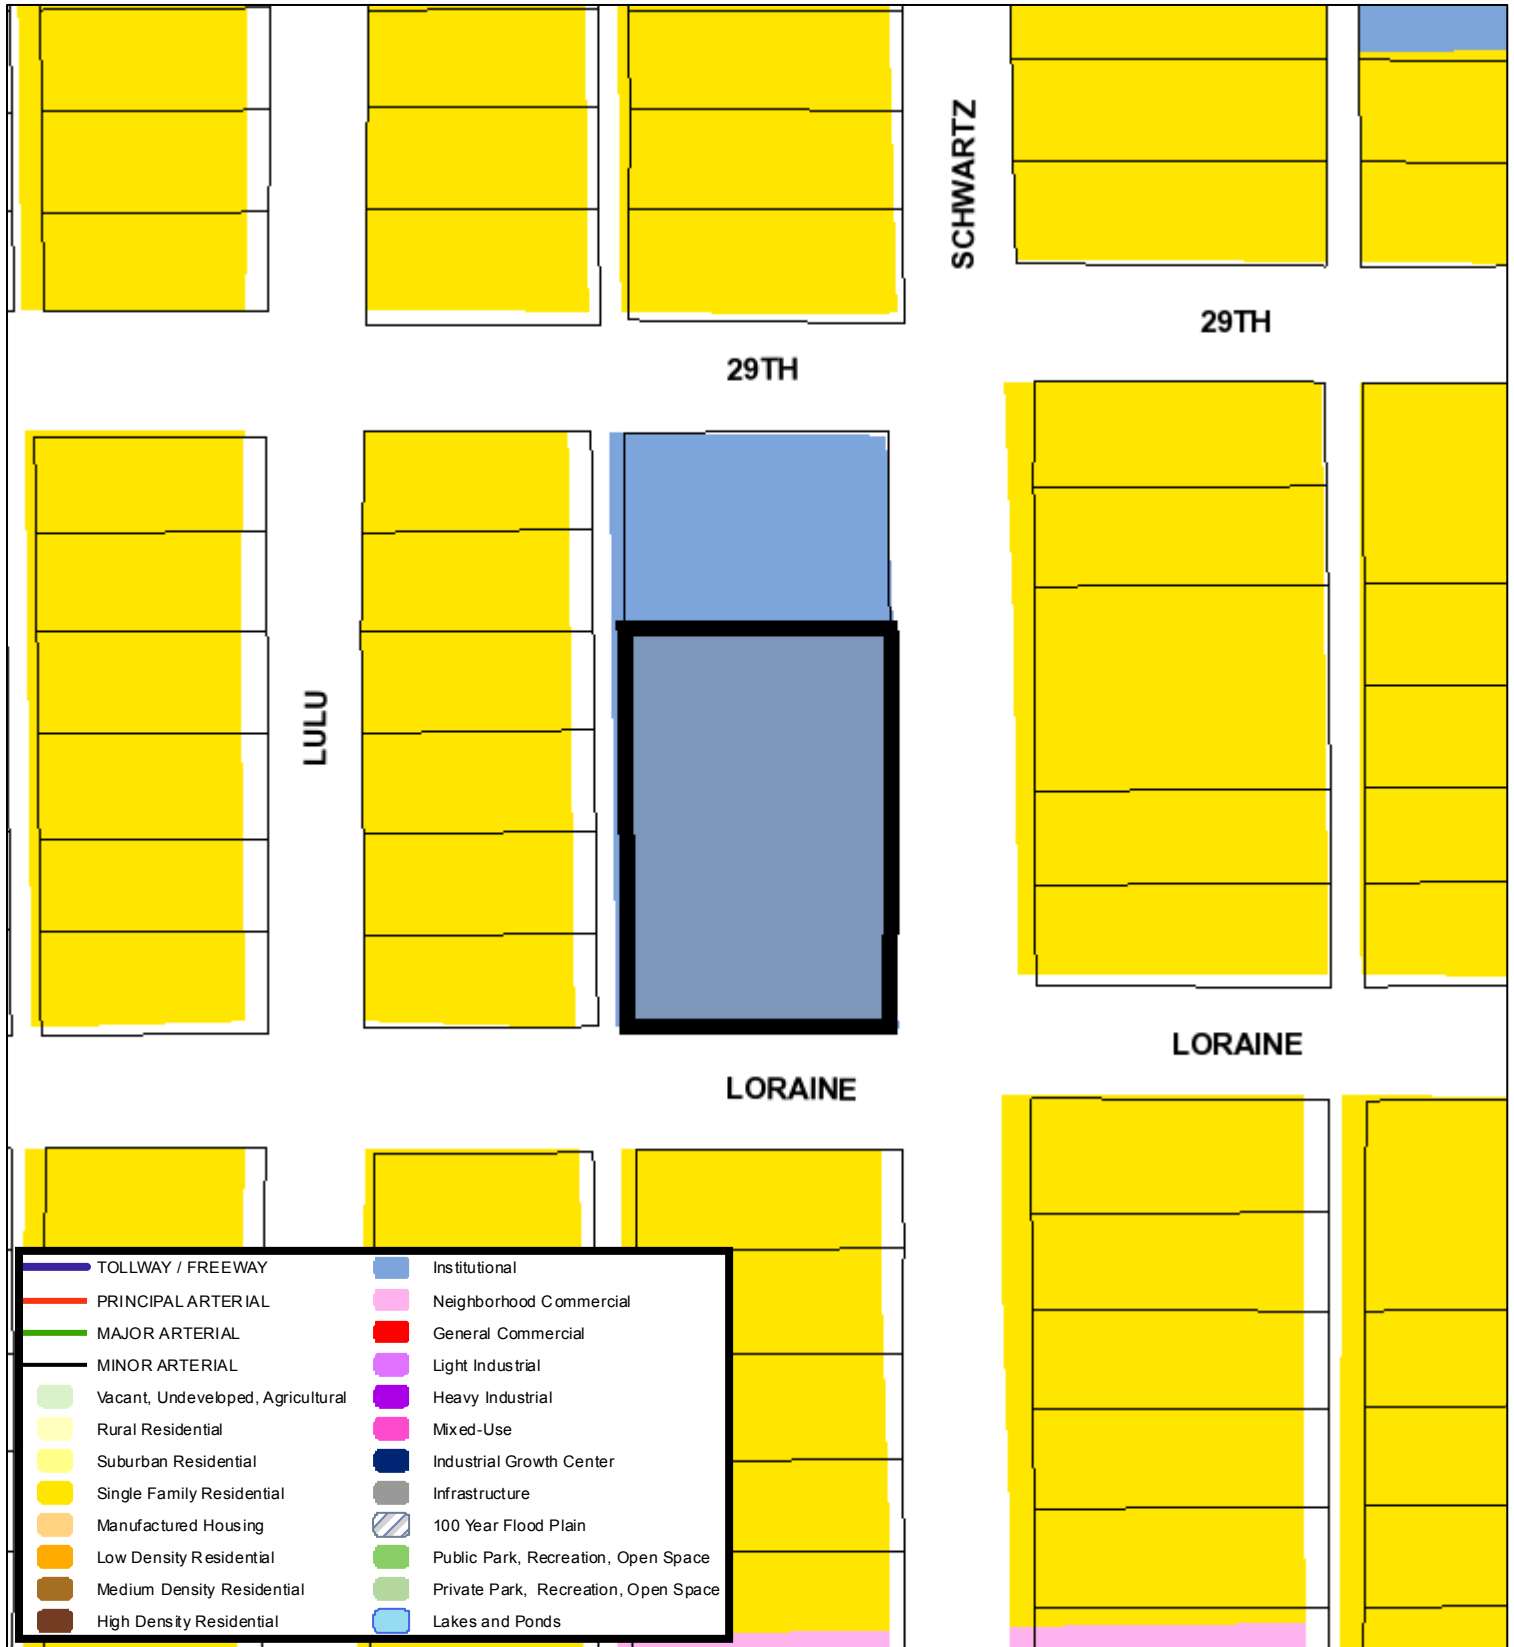 SCHWARTZ
29TH
29TH
LULU
LORAINE
LORAINE
TOLLWAY / FREEWAY
PRINCIPAL ARTERIAL
MAJOR ARTERIAL
MINOR ARTERIAL
Vacant, Undeveloped, Agricultural
Rural Residential
Suburban Residential
Single Family Residential
Manufactured Housing
Low Density Residential
Medium Density Residential
High Density Residential
Institutional
Neighborhood Commercial
General Commercial
Light Industrial
Heavy Industrial
Mixed-Use
Industrial Growth Center
Infrastructure
100 Year Flood Plain
Public Park, Recreation, Open Space
Private Park, Recreation, Open Space
Lakes and Ponds